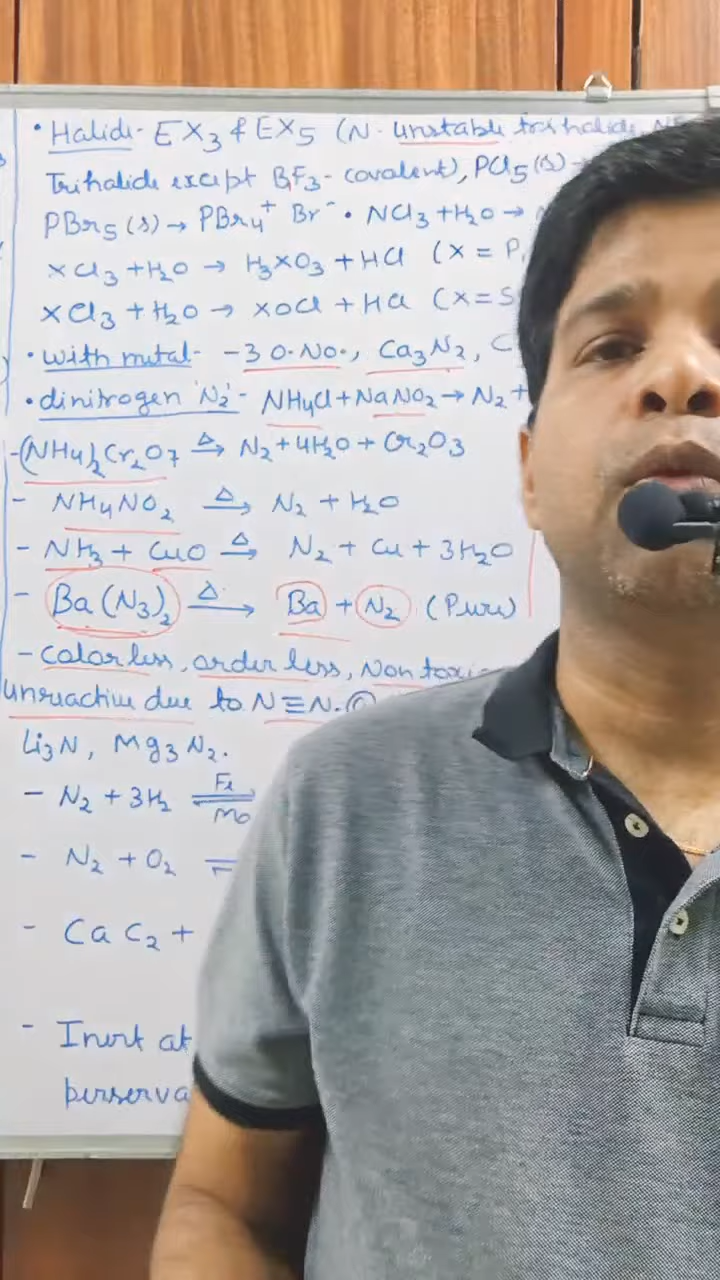 • Halide- EX3 & EX5 (N- unstable trihalide,
Trihalide except BF3- covalent), PCl5(s) →
PBr5(s) → PBr4+ Br- • NCl3 + H2O →
XCl3 + H2O → H3XO3 + HCl (X = P,
XCl3 + H2O → XOCl + HCl (X = S
• with metal- -3 O.No., Ca3N2, C
• dinitrogen 'N2'- NH4Cl + NaNO2 → N2 +
- (NH4)2Cr2O7 Δ→ N2 + 4H2O + Cr2O3
- NH4NO2 Δ→ N2 + H2O
- NH3 + CuO Δ→ N2 + Cu + 3H2O
- Ba(N3)2 Δ→ Ba + N2 (Pure)
- colorless, order less, Non toxic
unreactive due to N≡N.
Li3N, Mg3N2.
- N2 + 3H2 ⇌ Fe Mo
- N2 + O2 ⇌
- CaC2 +
- Inert at
perserva